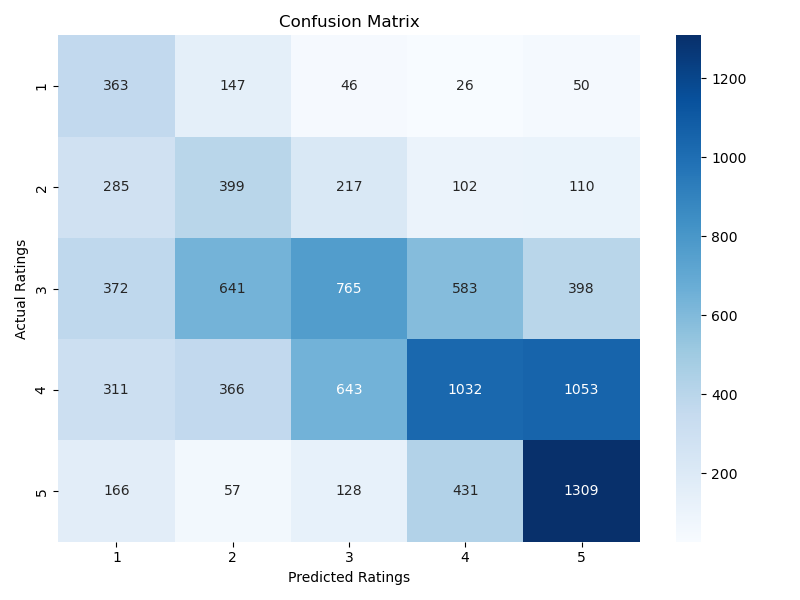 Confusion Matrix
Actual Ratings
1 363 147 46 26 50
2 285 399 217 102 110
3 372 641 765 583 398
4 311 366 643 1032 1053
5 166 57 128 431 1309
1 2 3 4 5
Predicted Ratings
1200
1000
800
600
400
200